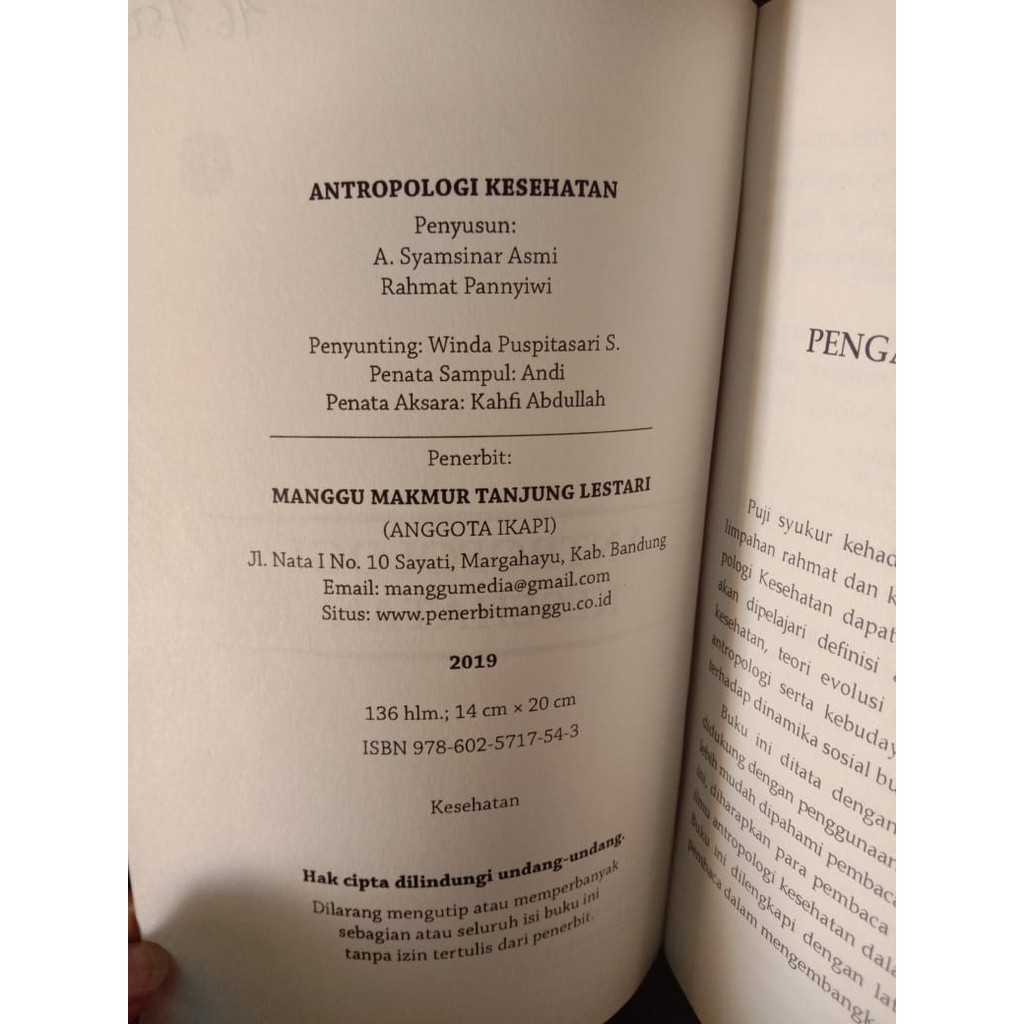 ANTROPOLOGI KESEHATAN
Penyusun:
A. Syamsinar Asmi
Rahmat Pannyiwi
Penyunting: Winda Puspitasari S.
Penata Sampul: Andi
Penata Aksara: Kahfi Abdullah
Penerbit:
MANGGU MAKMUR TANJUNG LESTARI
(ANGGOTA IKAPI)
Jl. Nata I No. 10 Sayati, Margahayu, Kab. Bandung
Email: manggumedia@gmail.com
Situs: www.penerbitmanggu.co.id
2019
136 hlm.; 14 cm × 20 cm
ISBN 978-602-5717-54-3
Kesehatan
Hak cipta dilindungi undang-undang.
Dilarang mengutip atau memperbanyak
sebagian atau seluruh isi buku ini
tanpa izin tertulis dari penerbit.
PENGA
Puji syukur kehad
limpahan rahmat dan k
pologi Kesehatan dapat
akan dipelajari definisi
kesehatan, teori evolusi
antropologi serta kebuday
terhadap dinamika sosial bu
Buku ini ditata dengan
didukung dengan penggunaan
lebih mudah dipahami pembaca
ini, diharapkan para pembaca
ilmu antropologi kesehatan dala
Buku ini dilengkapi dengan lat
pembaca dalam mengembangk